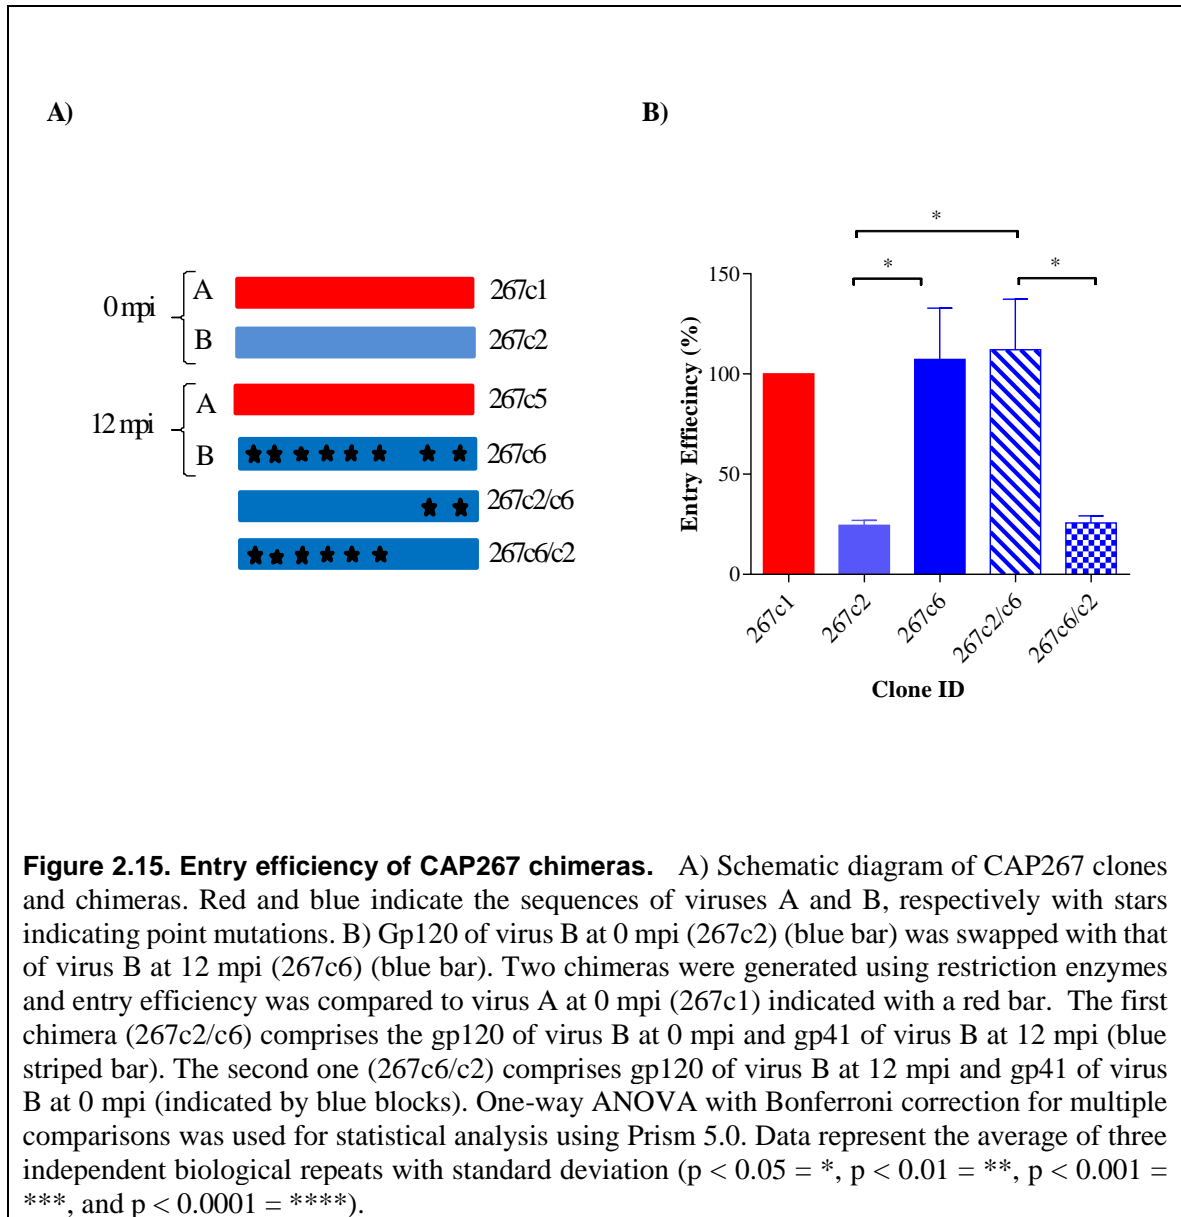 A)
B)
0 mpi
A
267c1
B
267c2
12 mpi
A
267c5
B
267c6
267c2/c6
267c6/c2
*
*
*
150
100
50
0
Entry Effiecincy (%)
267c1
267c2
267c6
267c2/c6
267c6/c2
Clone ID
Figure 2.15. Entry efficiency of CAP267 chimeras. A) Schematic diagram of CAP267 clones
and chimeras. Red and blue indicate the sequences of viruses A and B, respectively with stars
indicating point mutations. B) Gp120 of virus B at 0 mpi (267c2) (blue bar) was swapped with that
of virus B at 12 mpi (267c6) (blue bar). Two chimeras were generated using restriction enzymes
and entry efficiency was compared to virus A at 0 mpi (267c1) indicated with a red bar. The first
chimera (267c2/c6) comprises the gp120 of virus B at 0 mpi and gp41 of virus B at 12 mpi (blue
striped bar). The second one (267c6/c2) comprises gp120 of virus B at 12 mpi and gp41 of virus
B at 0 mpi (indicated by blue blocks). One-way ANOVA with Bonferroni correction for multiple
comparisons was used for statistical analysis using Prism 5.0. Data represent the average of three
independent biological repeats with standard deviation (p < 0.05 = *, p < 0.01 = **, p < 0.001 =
***, and p < 0.0001 = ****).